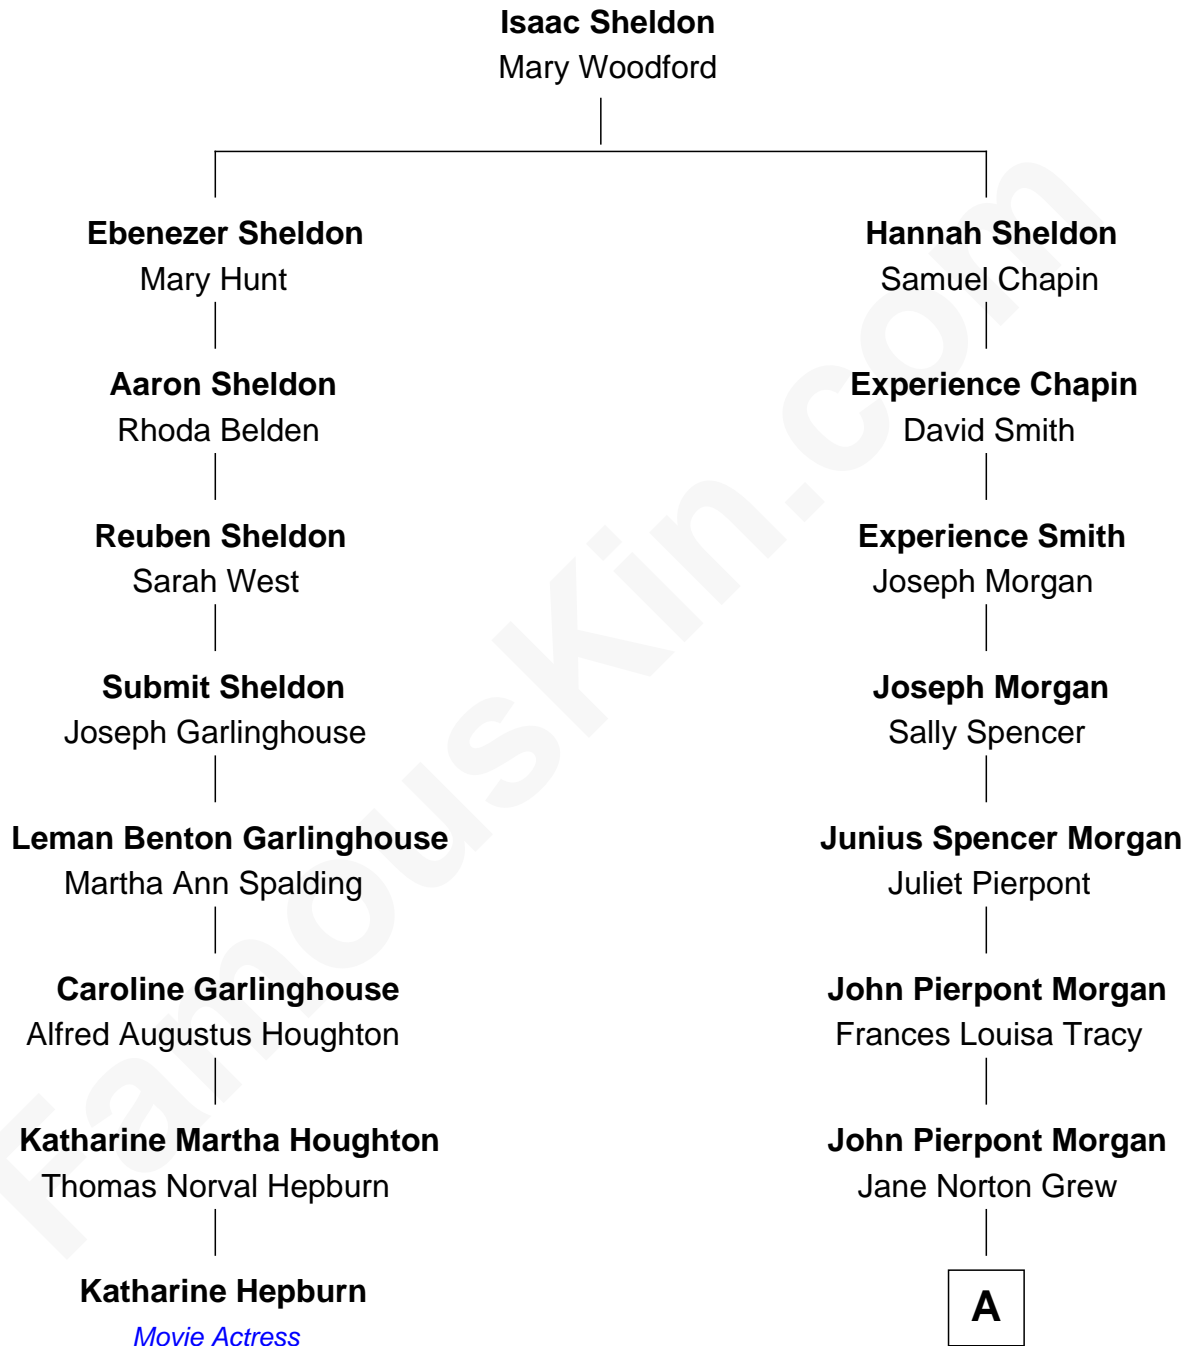 Isaac Sheldon
Mary Woodford
Ebenezer Sheldon
Mary Hunt
Hannah Sheldon
Samuel Chapin
Aaron Sheldon
Rhoda Belden
Experience Chapin
David Smith
Reuben Sheldon
Sarah West
Experience Smith
Joseph Morgan
Submit Sheldon
Joseph Garlinghouse
Joseph Morgan
Sally Spencer
Leman Benton Garlinghouse
Martha Ann Spalding
Junius Spencer Morgan
Juliet Pierpont
Caroline Garlinghouse
Alfred Augustus Houghton
John Pierpont Morgan
Frances Louisa Tracy
Katharine Martha Houghton
Thomas Norval Hepburn
John Pierpont Morgan
Jane Norton Grew
Katharine Hepburn
Movie Actress
A
FamousKin.com